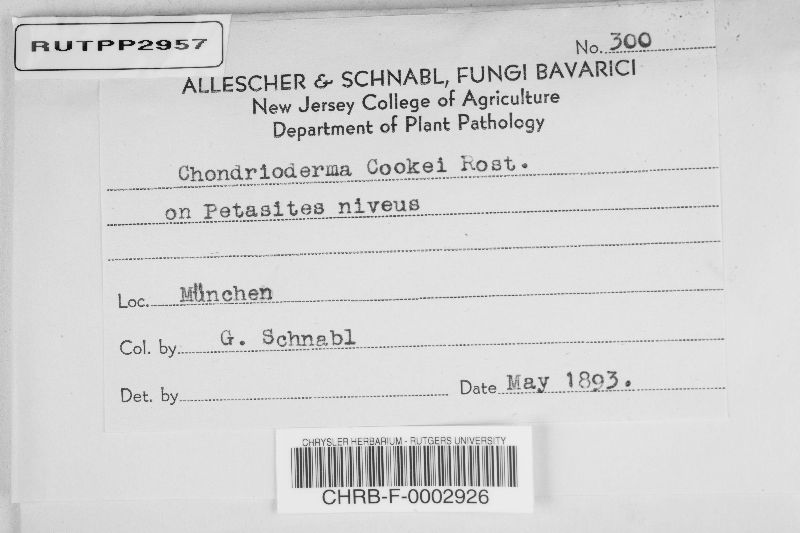 RUTPP2957
No. 300
ALLESCHER & SCHNABL, FUNGI BAVARICI
New Jersey College of Agriculture
Department of Plant Pathology
Chondrioderma Cookei Rost.
on Petasites niveus
Loc. München
Col. by G. Schnabl
Det. by
Date May 1893.
CHRYSLER HERBARIUM - RUTGERS UNIVERSITY
CHRB-F-0002926